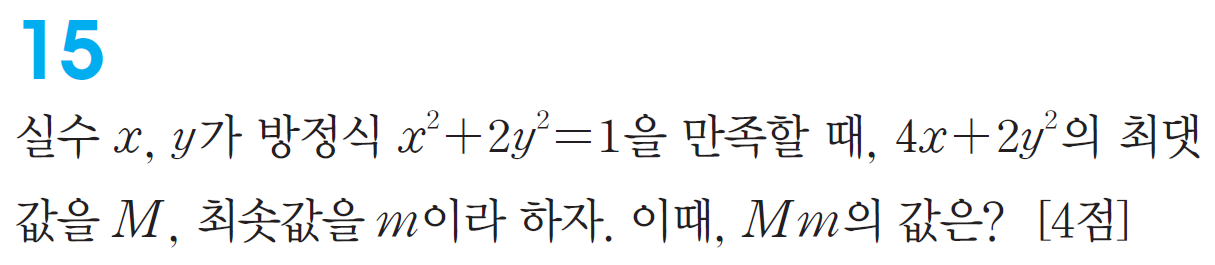 15
실수 x, y가 방정식 x²+2y²=1을 만족할 때, 4x+2y²의 최댓
값을 M, 최솟값을 m이라 하자. 이때, Mm의 값은? [4점]